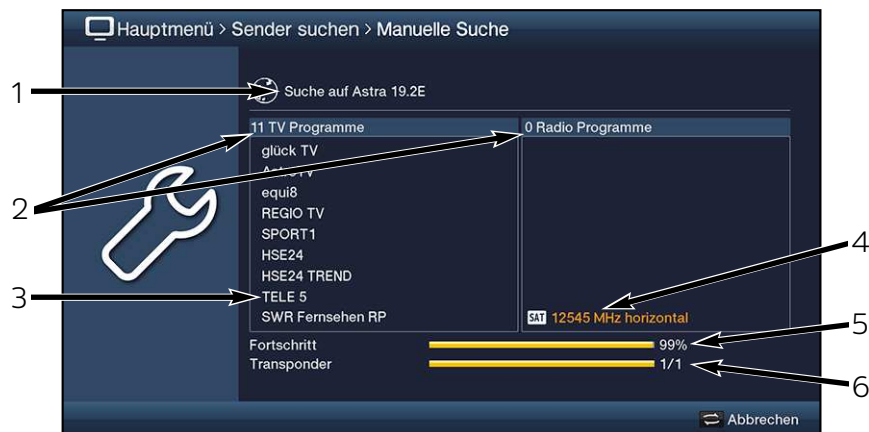 Hauptmenü > Sender suchen > Manuelle Suche
1
Suche auf Astra 19.2E
11 TV Programme
0 Radio Programme
2
glück TV
equi8
REGIO TV
SPORT1
HSE24
HSE24 TREND
3
TELE 5
SWR Fernsehen RP
4
SAT 12545 MHz horizontal
5
Fortschritt 99%
Transponder 1/1
6
Abbrechen